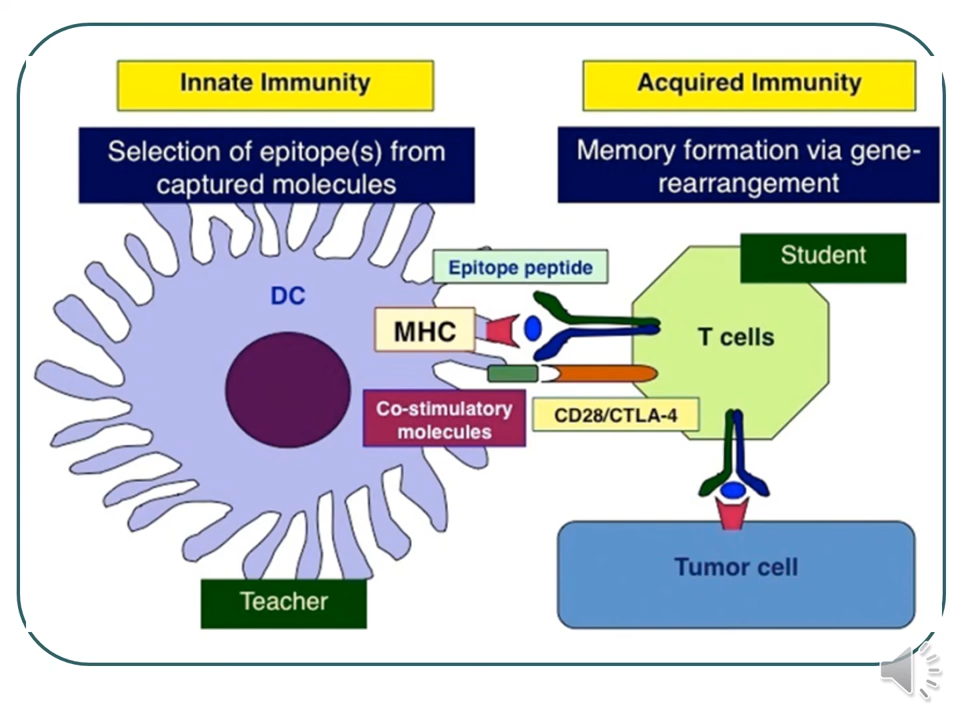 Innate Immunity
Acquired Immunity
Selection of epitope(s) from
captured molecules
Memory formation via gene-
rearrangement
Student
Epitope peptide
DC
MHC
T cells
Co-stimulatory
molecules
CD28/CTLA-4
Tumor cell
Teacher